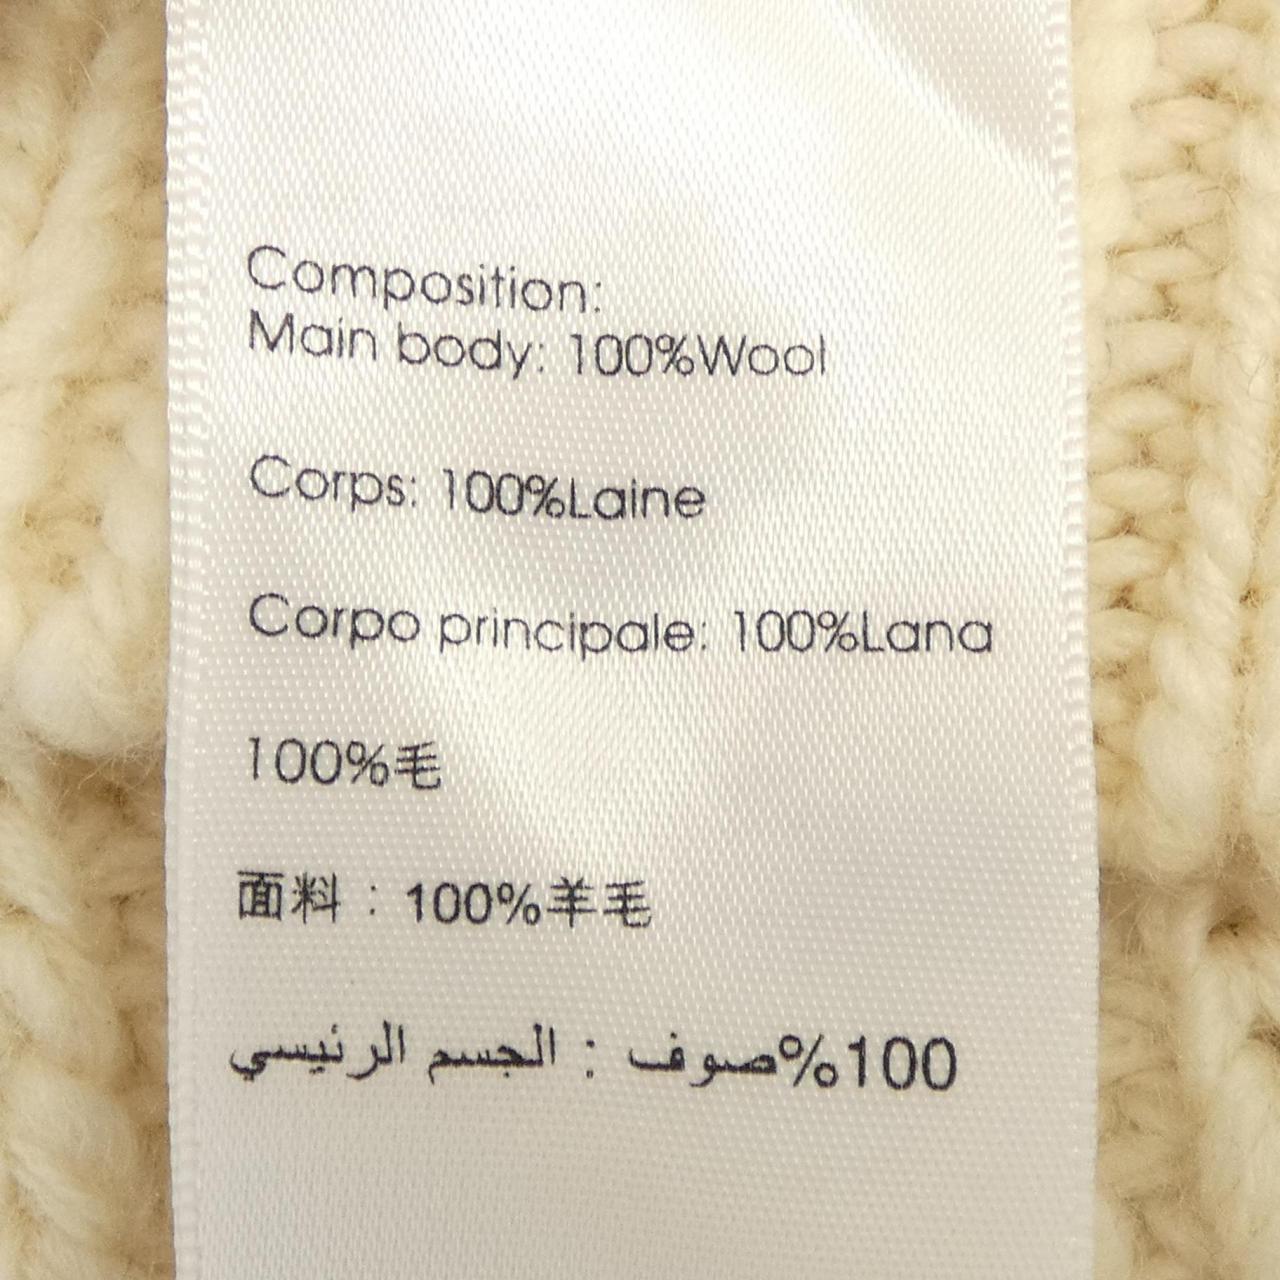 Composition:
Main body: 100%Wool
Corps: 100%Laine
Corpo principale: 100%Lana
100%毛
面料：100%羊毛
100%صوف : الجسم الرئيسي